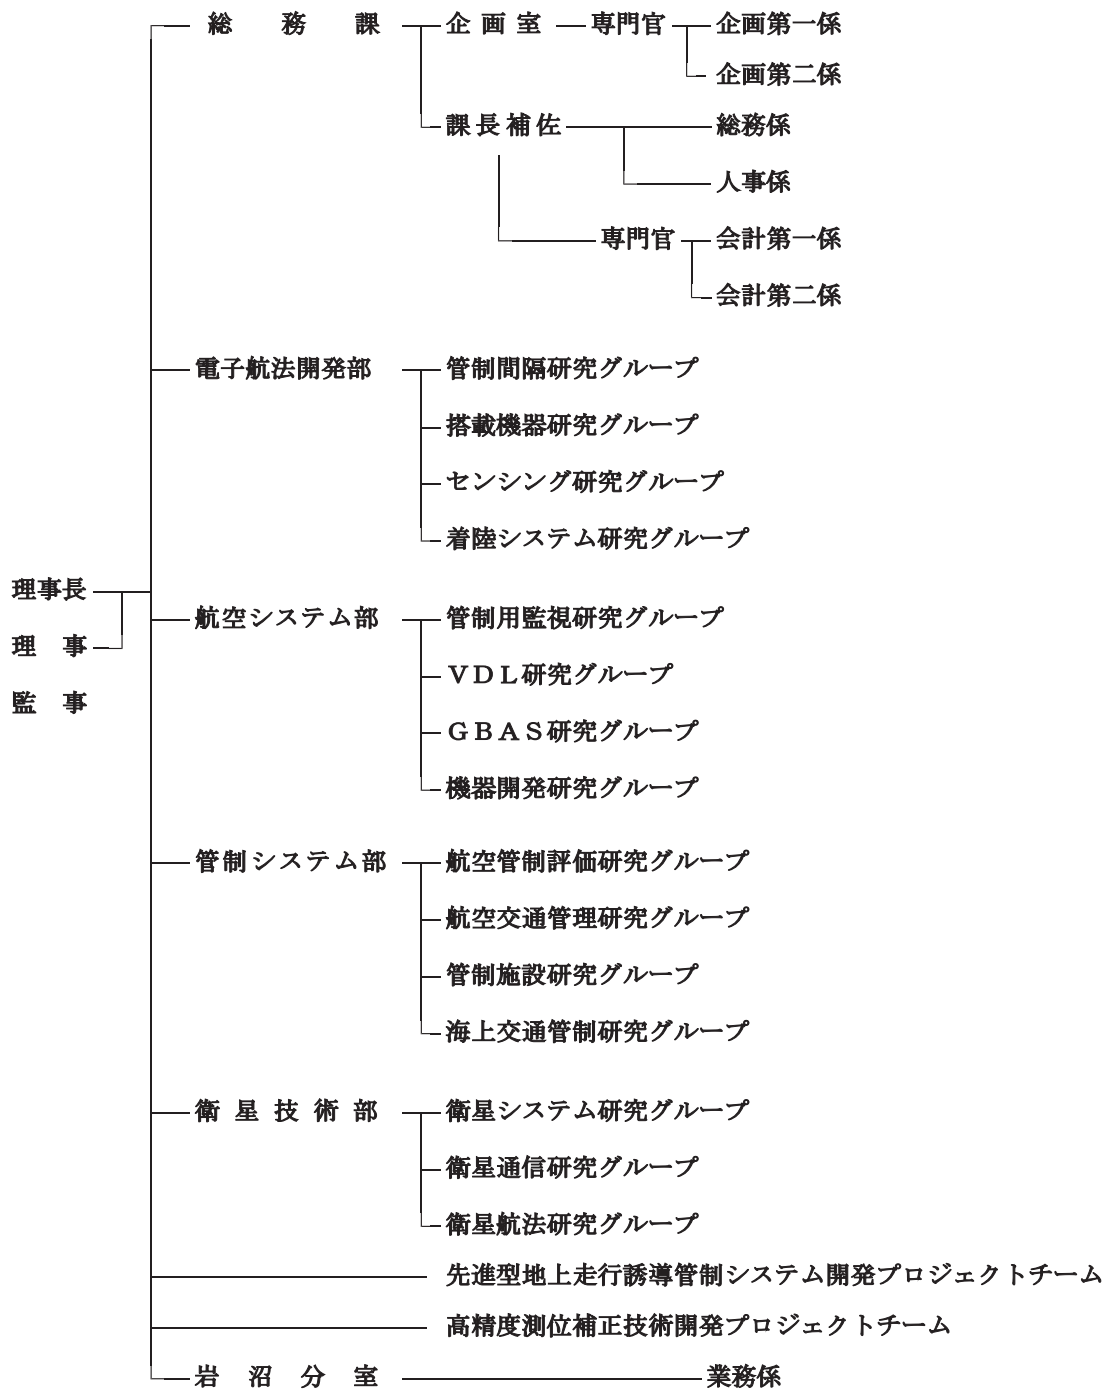 総務課 企画室 専門官 企画第一係
企画第二係
課長補佐 総務係
人事係
専門官 会計第一係
会計第二係
電子航法開発部 管制間隔研究グループ
搭載機器研究グループ
センシング研究グループ
着陸システム研究グループ
理事長
理事
監事
航空システム部 管制用監視研究グループ
ＶＤＬ研究グループ
ＧＢＡＳ研究グループ
機器開発研究グループ
管制システム部 航空管制評価研究グループ
航空交通管理研究グループ
管制施設研究グループ
海上交通管制研究グループ
衛星技術部 衛星システム研究グループ
衛星通信研究グループ
衛星航法研究グループ
先進型地上走行誘導管制システム開発プロジェクトチーム
高精度測位補正技術開発プロジェクトチーム
岩沼分室 業務係